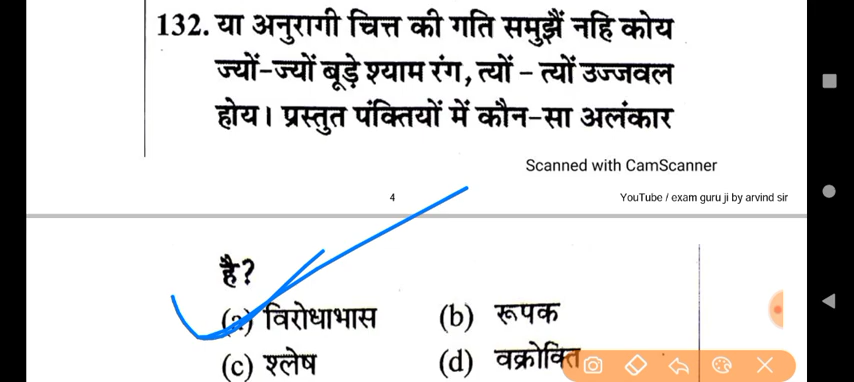 132. या अनुरागी चित्त की गति समुझैं नहि कोय
ज्यों-ज्यों बूड़े श्याम रंग, त्यों - त्यों उज्जवल
होय। प्रस्तुत पंक्तियों में कौन-सा अलंकार
Scanned with CamScanner
4 YouTube / exam guru ji by arvind sir
है?
(a) विरोधाभास (b) रूपक
(c) श्लेष (d) वक्रोक्ति